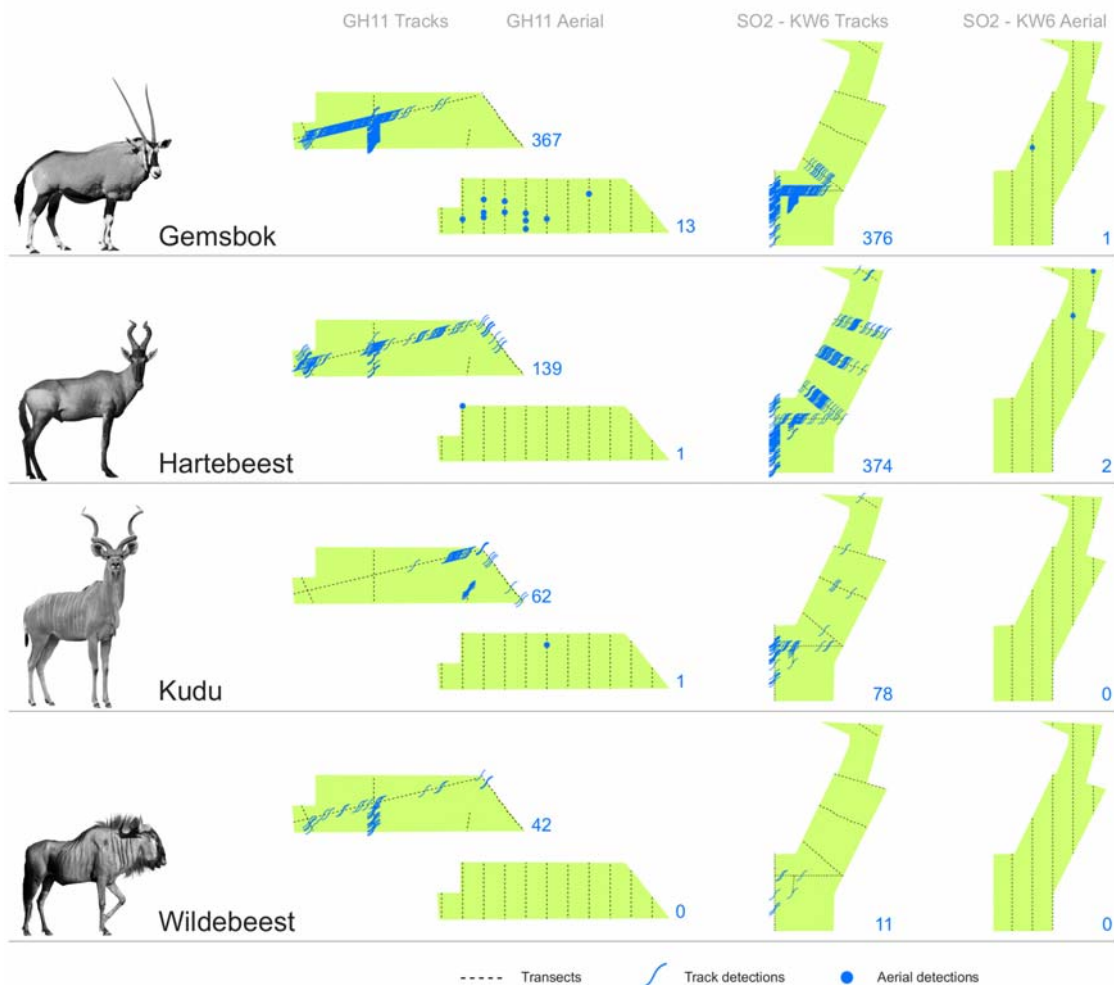 GH11 Tracks GH11 Aerial SO2 - KW6 Tracks SO2 - KW6 Aerial
367
Gemsbok 13 376 1
139
Hartebeest 1 374 2
62
Kudu 1 78 0
42
Wildebeest 0 11 0
Transects Track detections Aerial detections